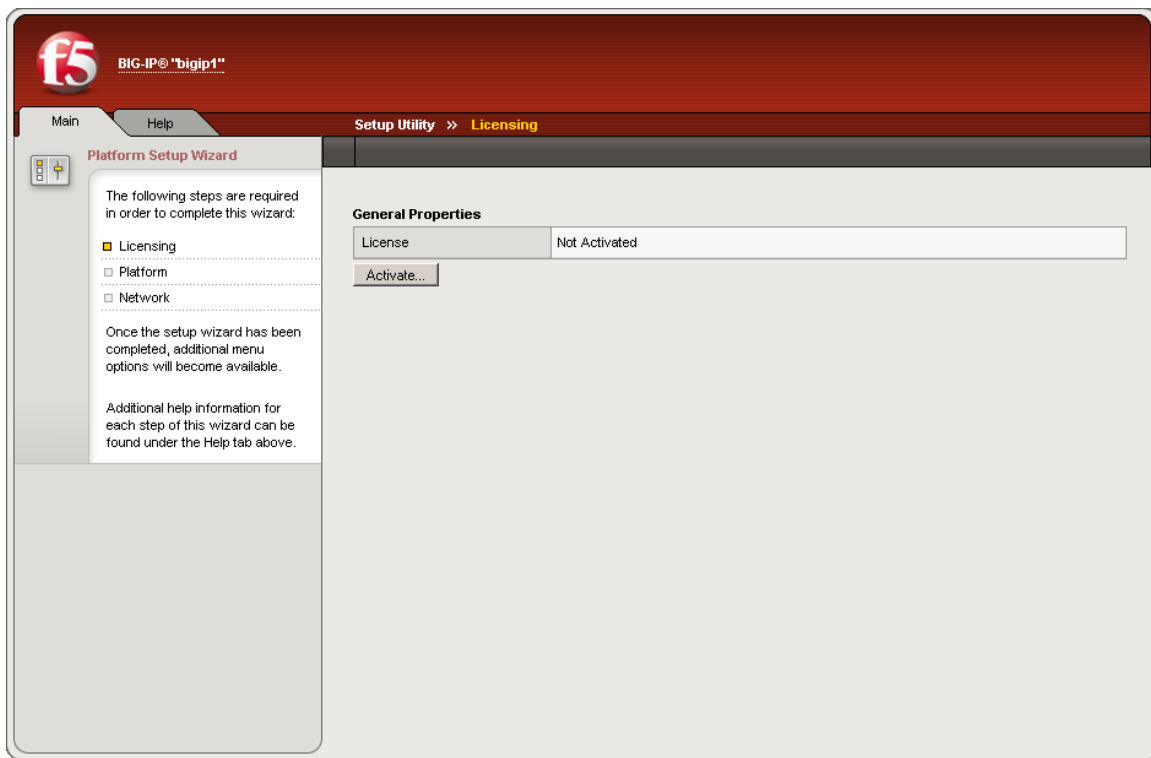 f5
BIG-IP® "bigip1"
Main
Help
Setup Utility » Licensing
Platform Setup Wizard
The following steps are required
in order to complete this wizard:
Licensing
Platform
Network
Once the setup wizard has been
completed, additional menu
options will become available.
Additional help information for
each step of this wizard can be
found under the Help tab above.
General Properties
License Not Activated
Activate...